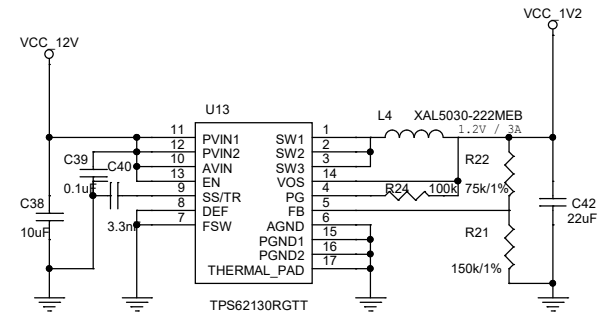 VCC_1V2
VCC_12V
U13
L4 XAL5030-222MEB
1.2V / 3A
11 PVIN1 SW1 1
12 PVIN2 SW2 2
10 AVIN SW3 3
13 EN VOS 14
9 SS/TR PG 4
8 DEF FB 5
7 FSW AGND 6
PGND1 15
PGND2 16
THERMAL_PAD 17
C39
0.1uF
C40
3.3n
C38
10uF
R24 100k
R22
75k/1%
R21
150k/1%
C42
22uF
TPS62130RGTT